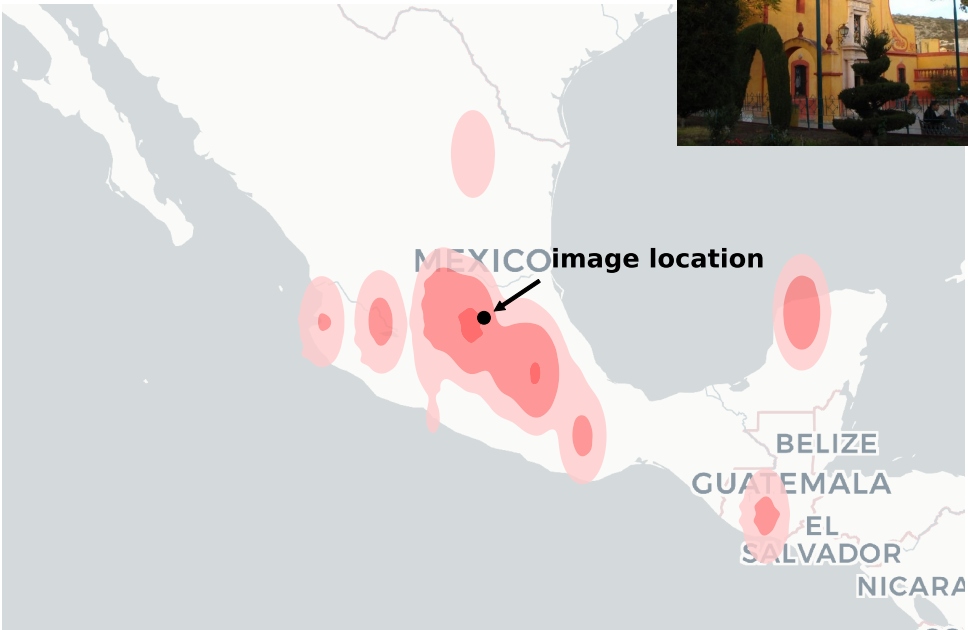 MEXICO
image location
BELIZE
GUATEMALA
EL
SALVADOR
NICARA